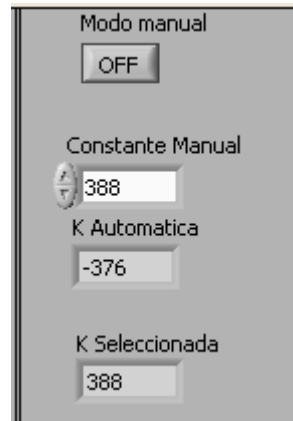 Modo manual
OFF
Constante Manual
388
K Automatica
-376
K Seleccionada
388